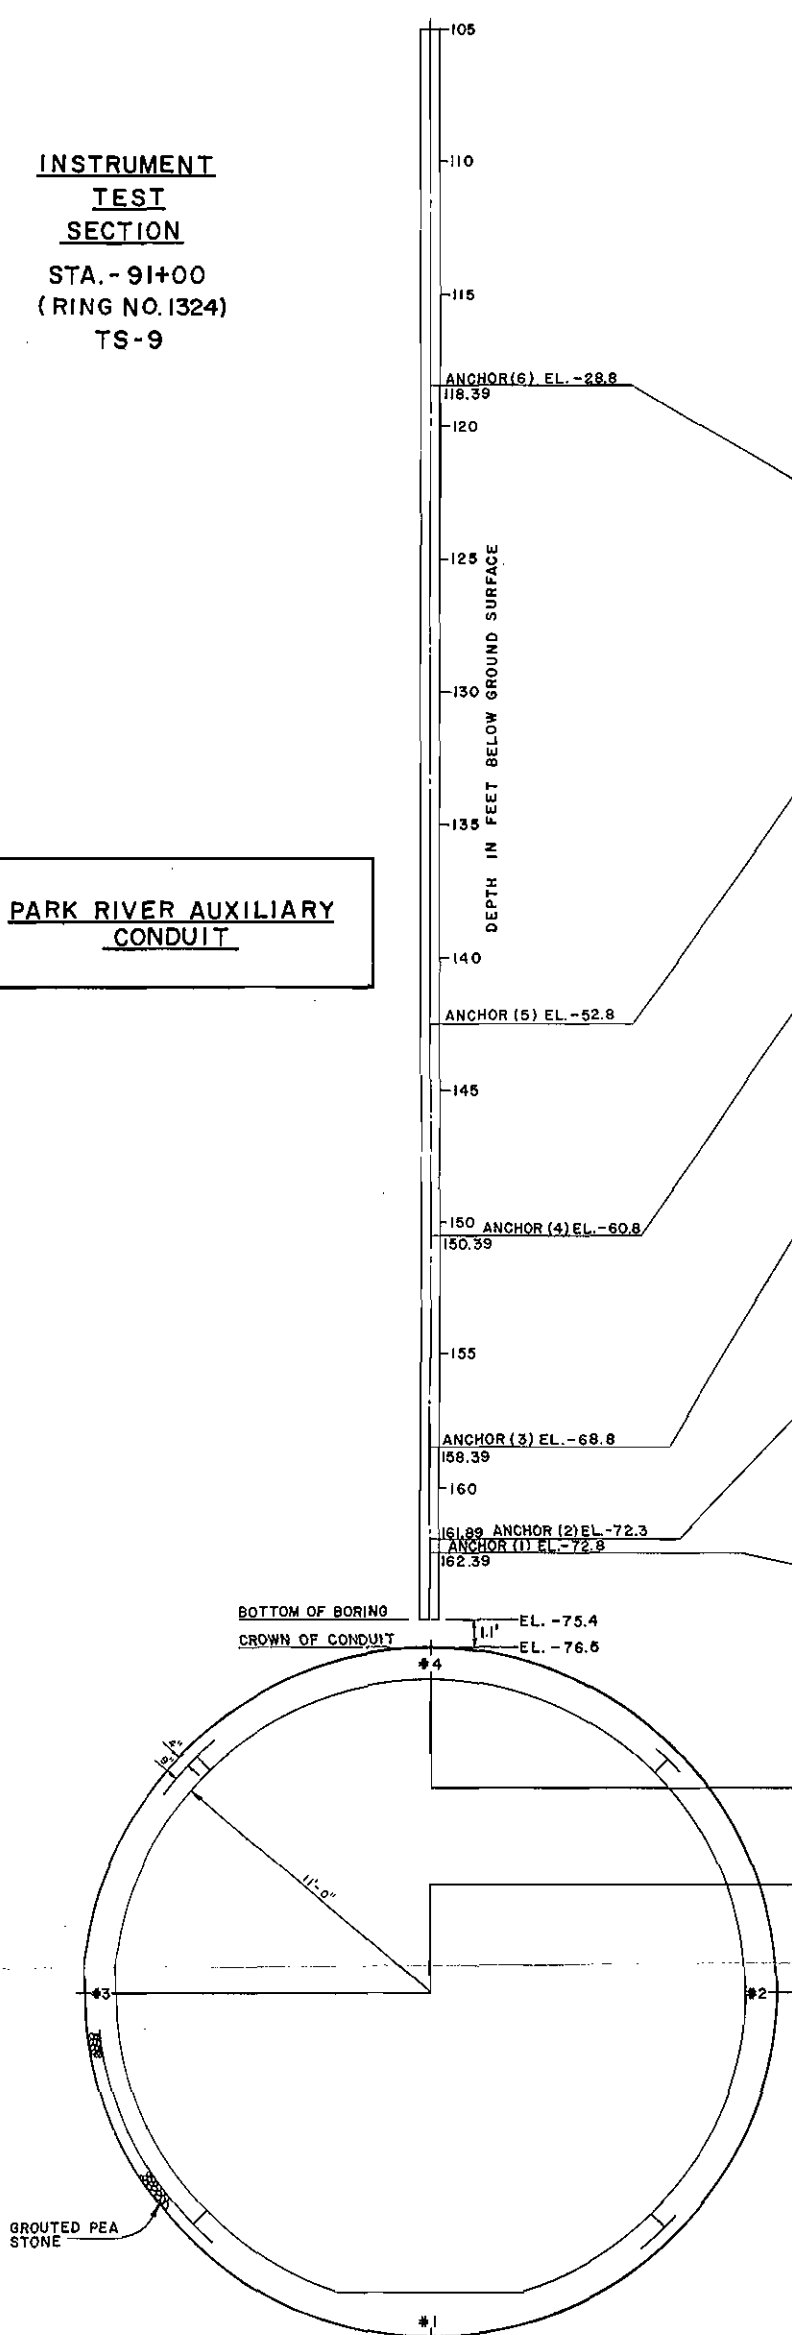 INSTRUMENT
TEST
SECTION
STA.-91+00
(RING NO. 1324)
TS-9
105
110
115
ANCHOR(6) EL.-28.8
118.39
120
125
DEPTH IN FEET BELOW GROUND SURFACE
130
135
PARK RIVER AUXILIARY
CONDUIT
140
ANCHOR (5) EL.-52.8
145
150 ANCHOR (4) EL.-60.8
150.39
155
ANCHOR (3) EL.-68.8
158.39
160
161.89 ANCHOR (2) EL.-72.3
ANCHOR (1) EL.-72.8
162.39
BOTTOM OF BORING
1.1'
EL. -75.4
CROWN OF CONDUIT
EL. -76.5
#4
4"
9"
11'-0"
#3
#2
GROUTED PEA
STONE
#1